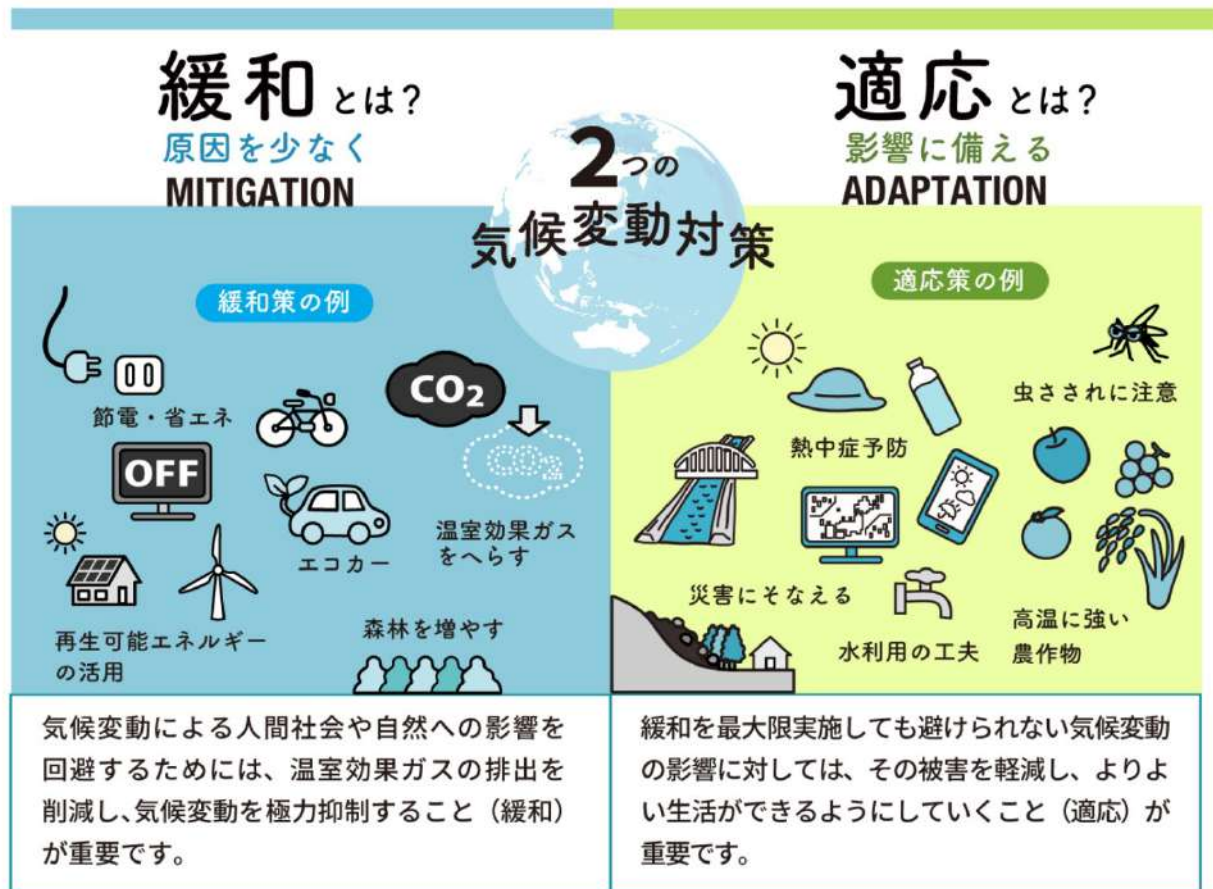 緩和とは？
原因を少なく
MITIGATION
2つの
気候変動対策
適応とは？
影響に備える
ADAPTATION
緩和策の例
節電・省エネ
OFF
CO2
CO2
エコカー
温室効果ガス
をへらす
再生可能エネルギー
の活用
森林を増やす
適応策の例
虫さされに注意
熱中症予防
災害にそなえる
水利用の工夫
高温に強い
農作物
気候変動による人間社会や自然への影響を
回避するためには、温室効果ガスの排出を
削減し、気候変動を極力抑制すること（緩和）
が重要です。
緩和を最大限実施しても避けられない気候変動
の影響に対しては、その被害を軽減し、よりよ
い生活ができるようにしていくこと（適応）が
重要です。